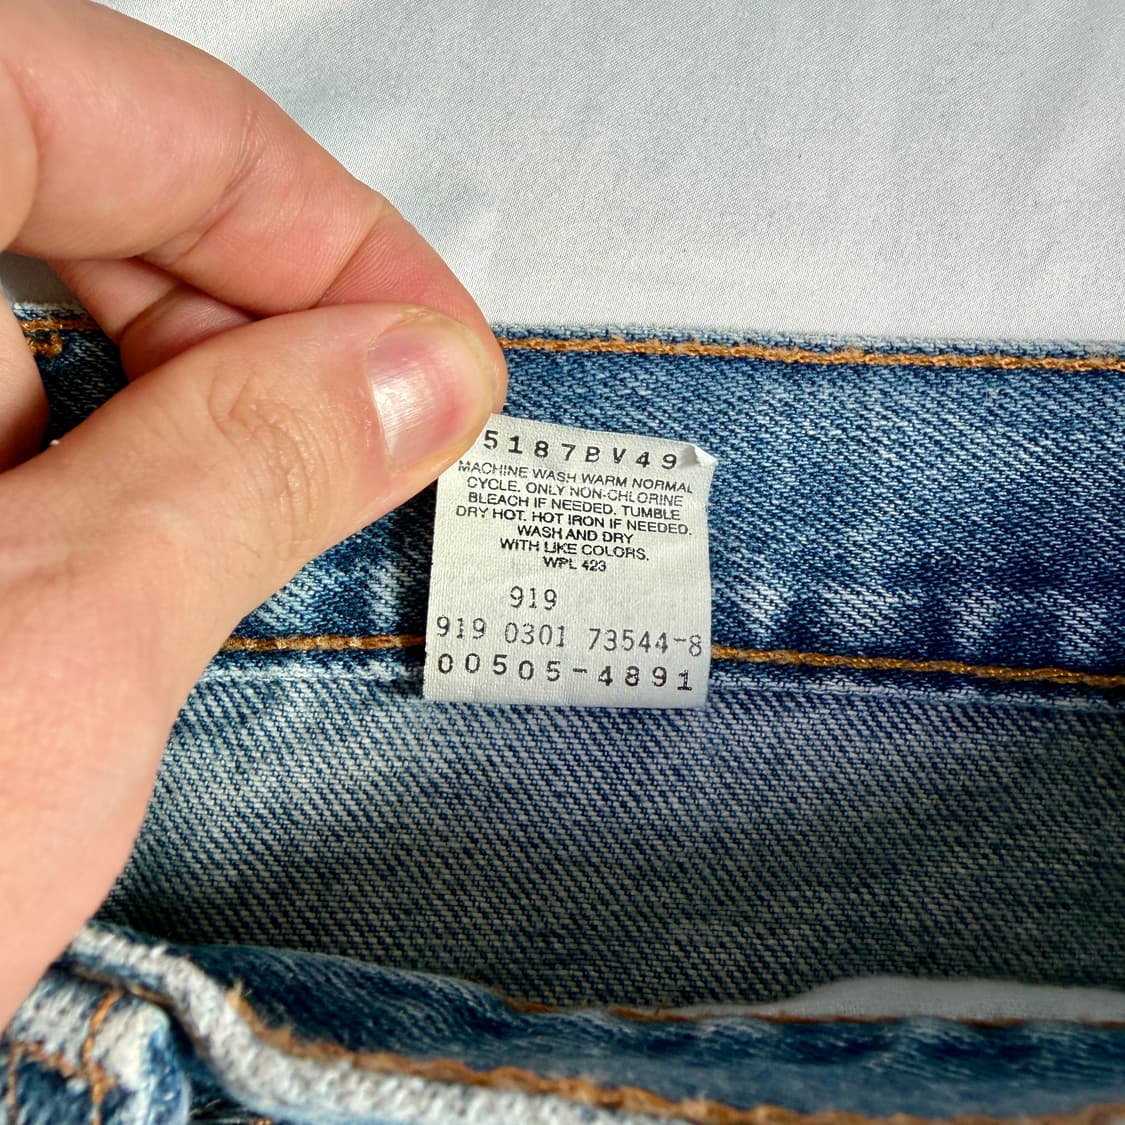 5187BV49
MACHINE WASH WARM NORMAL
CYCLE. ONLY NON-CHLORINE
BLEACH IF NEEDED. TUMBLE
DRY HOT. HOT IRON IF NEEDED.
WASH AND DRY
WITH LIKE COLORS.
WPL 423
919
919 0301 73544-8
00505-4891